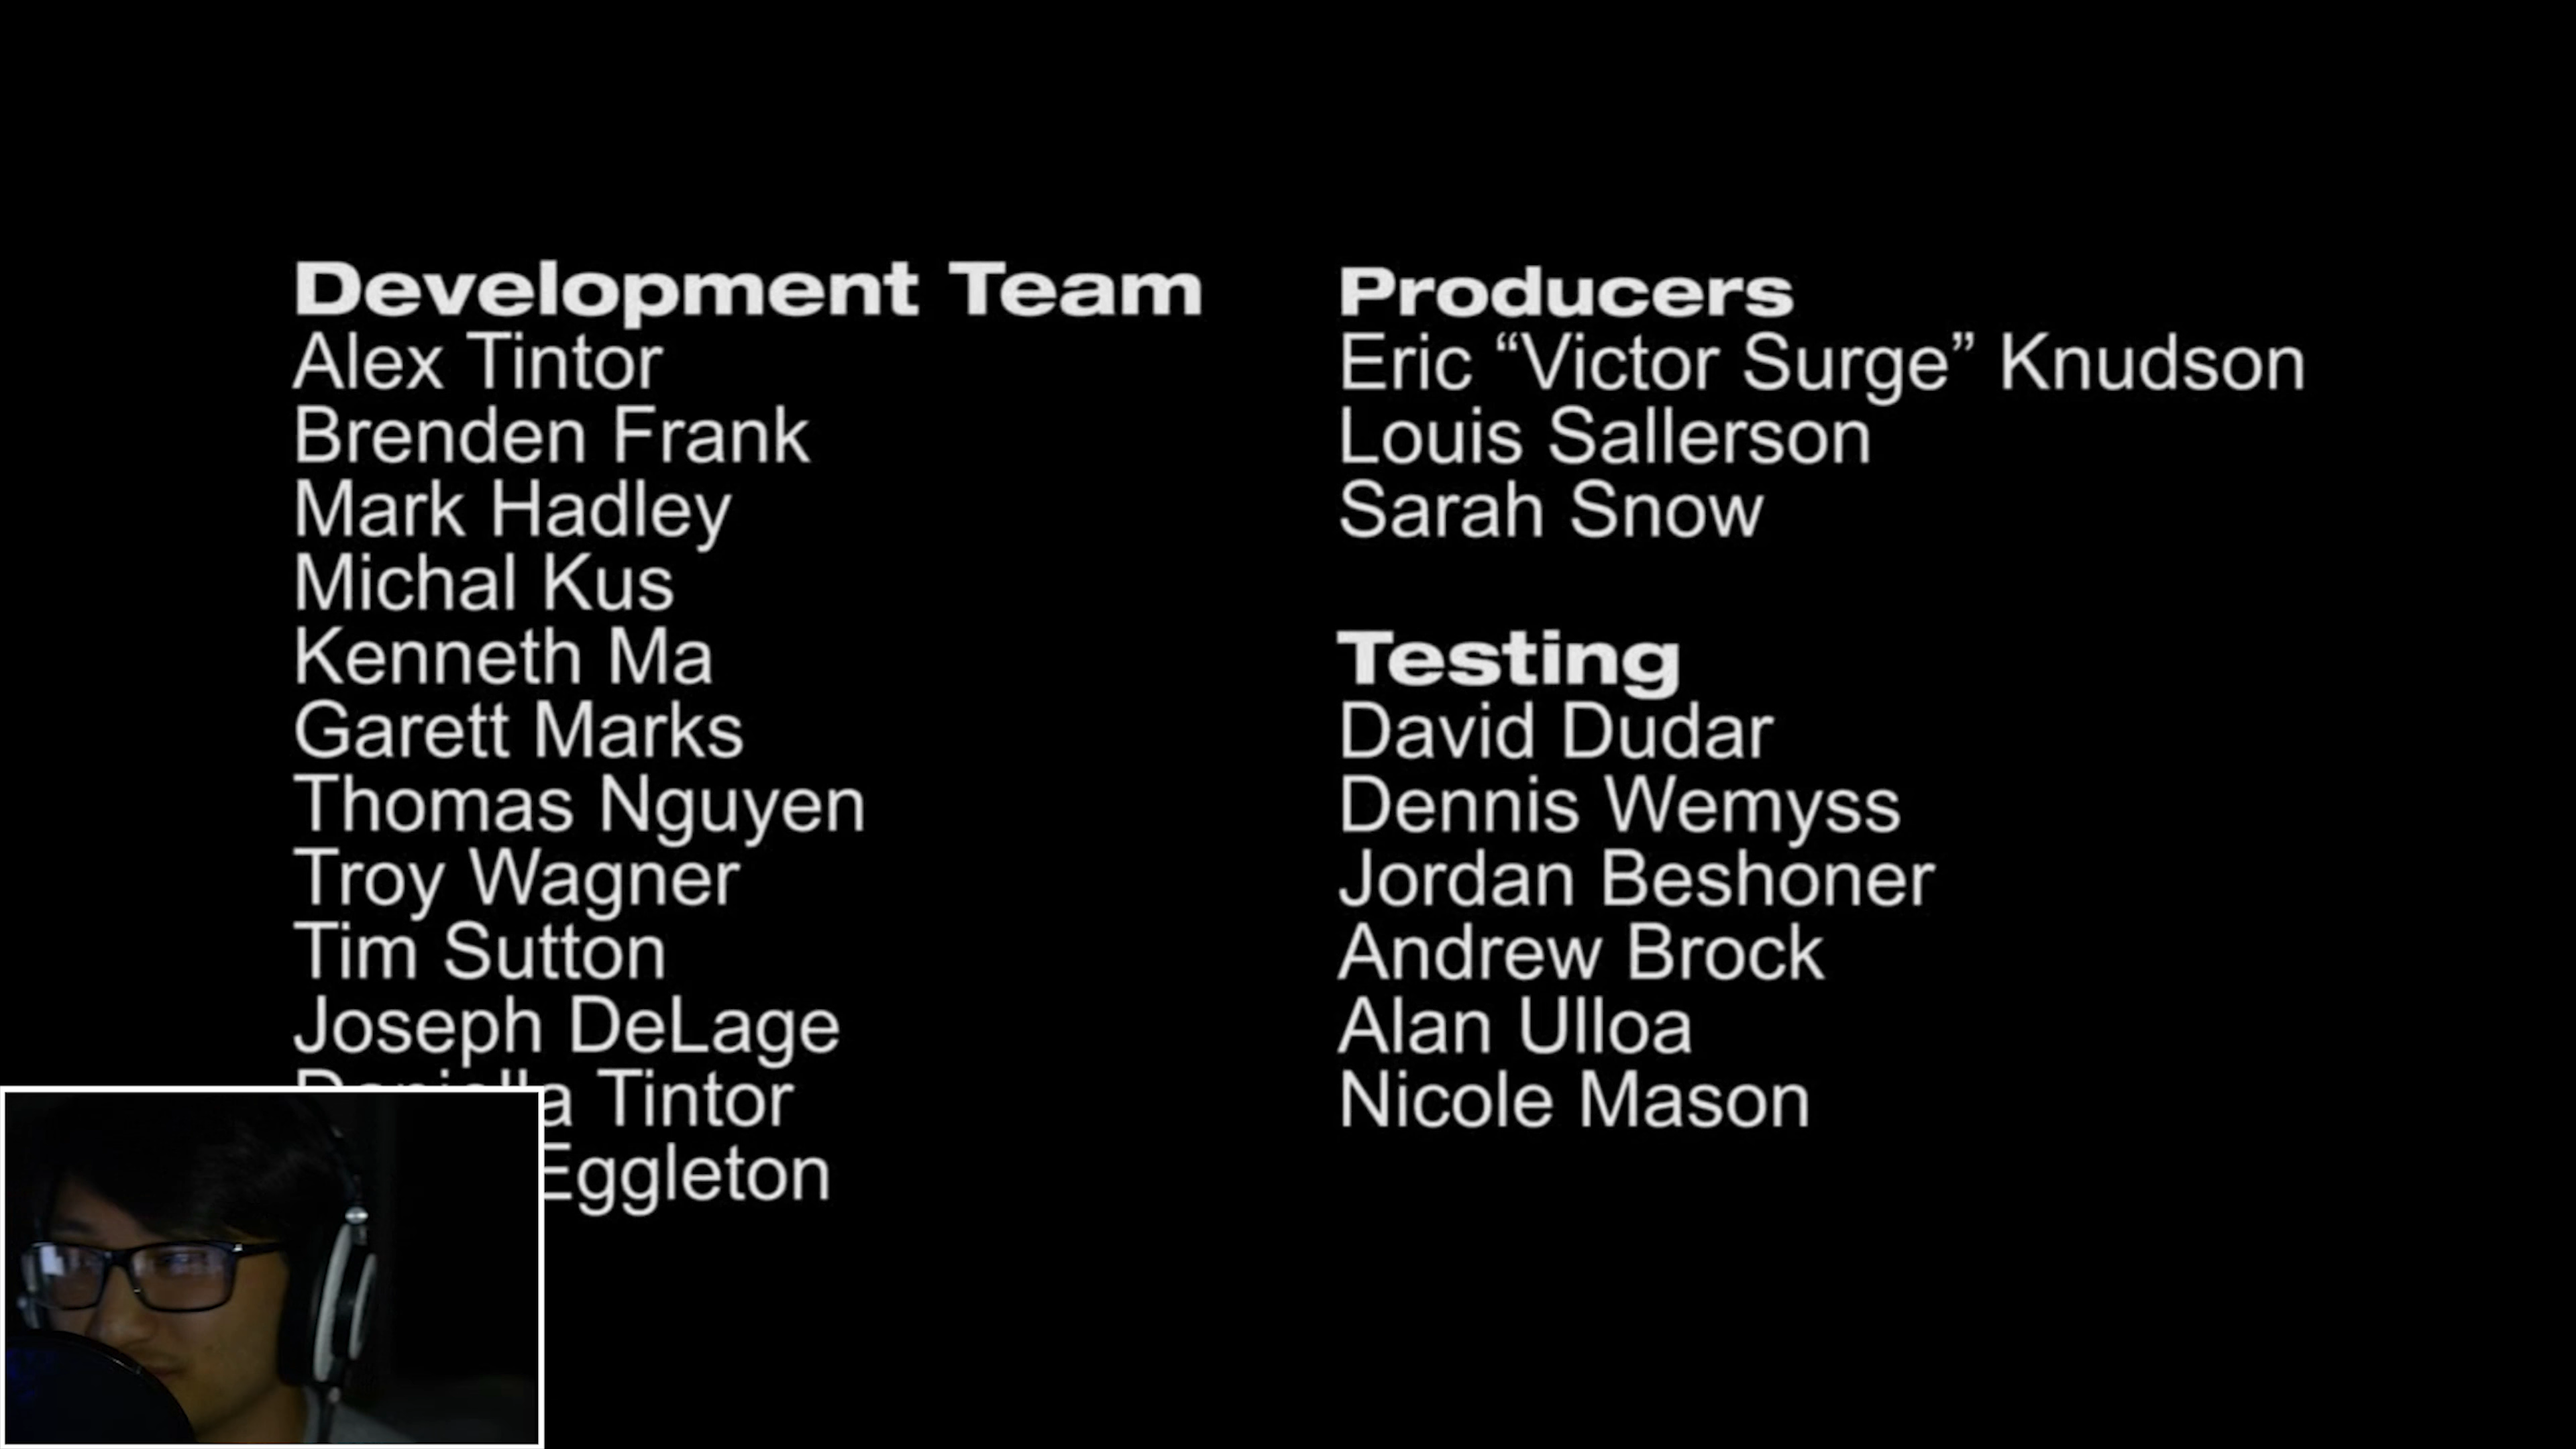 Development Team
Alex Tintor
Brenden Frank
Mark Hadley
Michal Kus
Kenneth Ma
Garett Marks
Thomas Nguyen
Troy Wagner
Tim Sutton
Joseph DeLage
Tintor
Eggleton
Producers
Eric “Victor Surge” Knudson
Louis Sallerson
Sarah Snow
Testing
David Dudar
Dennis Wemyss
Jordan Beshoner
Andrew Brock
Alan Ulloa
Nicole Mason